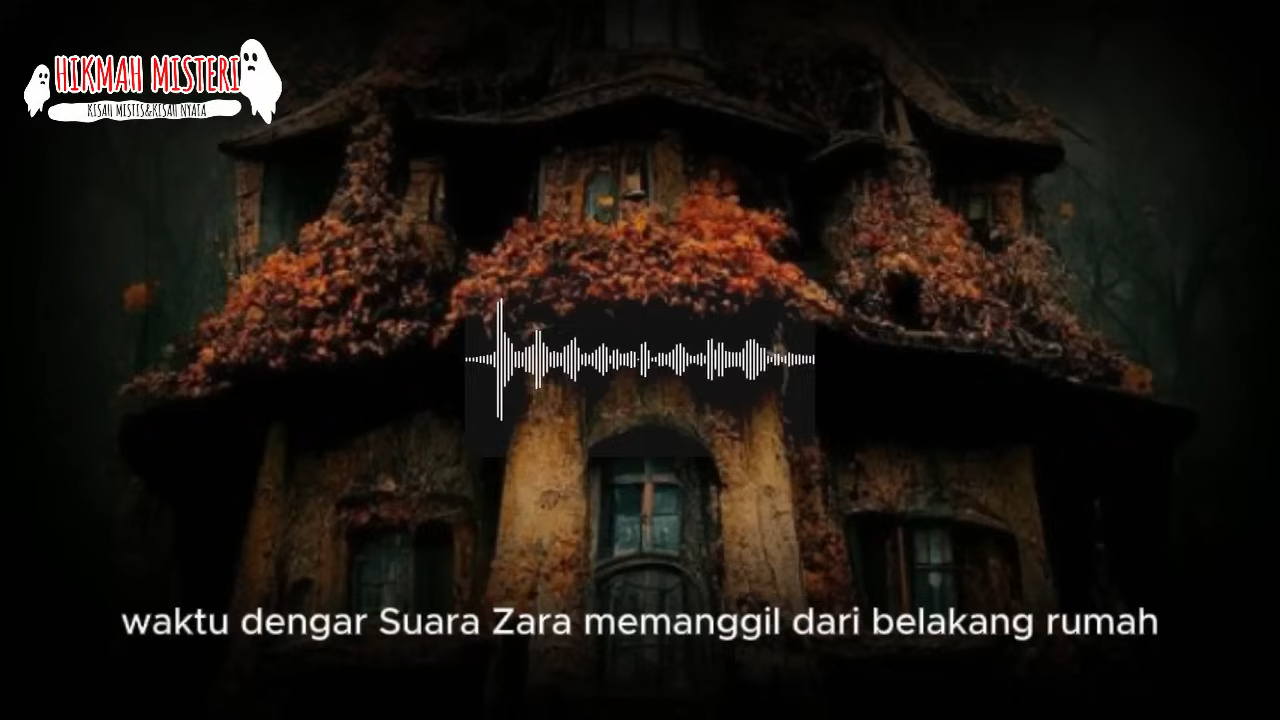 HIKMAH MISTERI
KISAH MISTIS&KISAH NYATA
waktu dengar Suara Zara memanggil dari belakang rumah